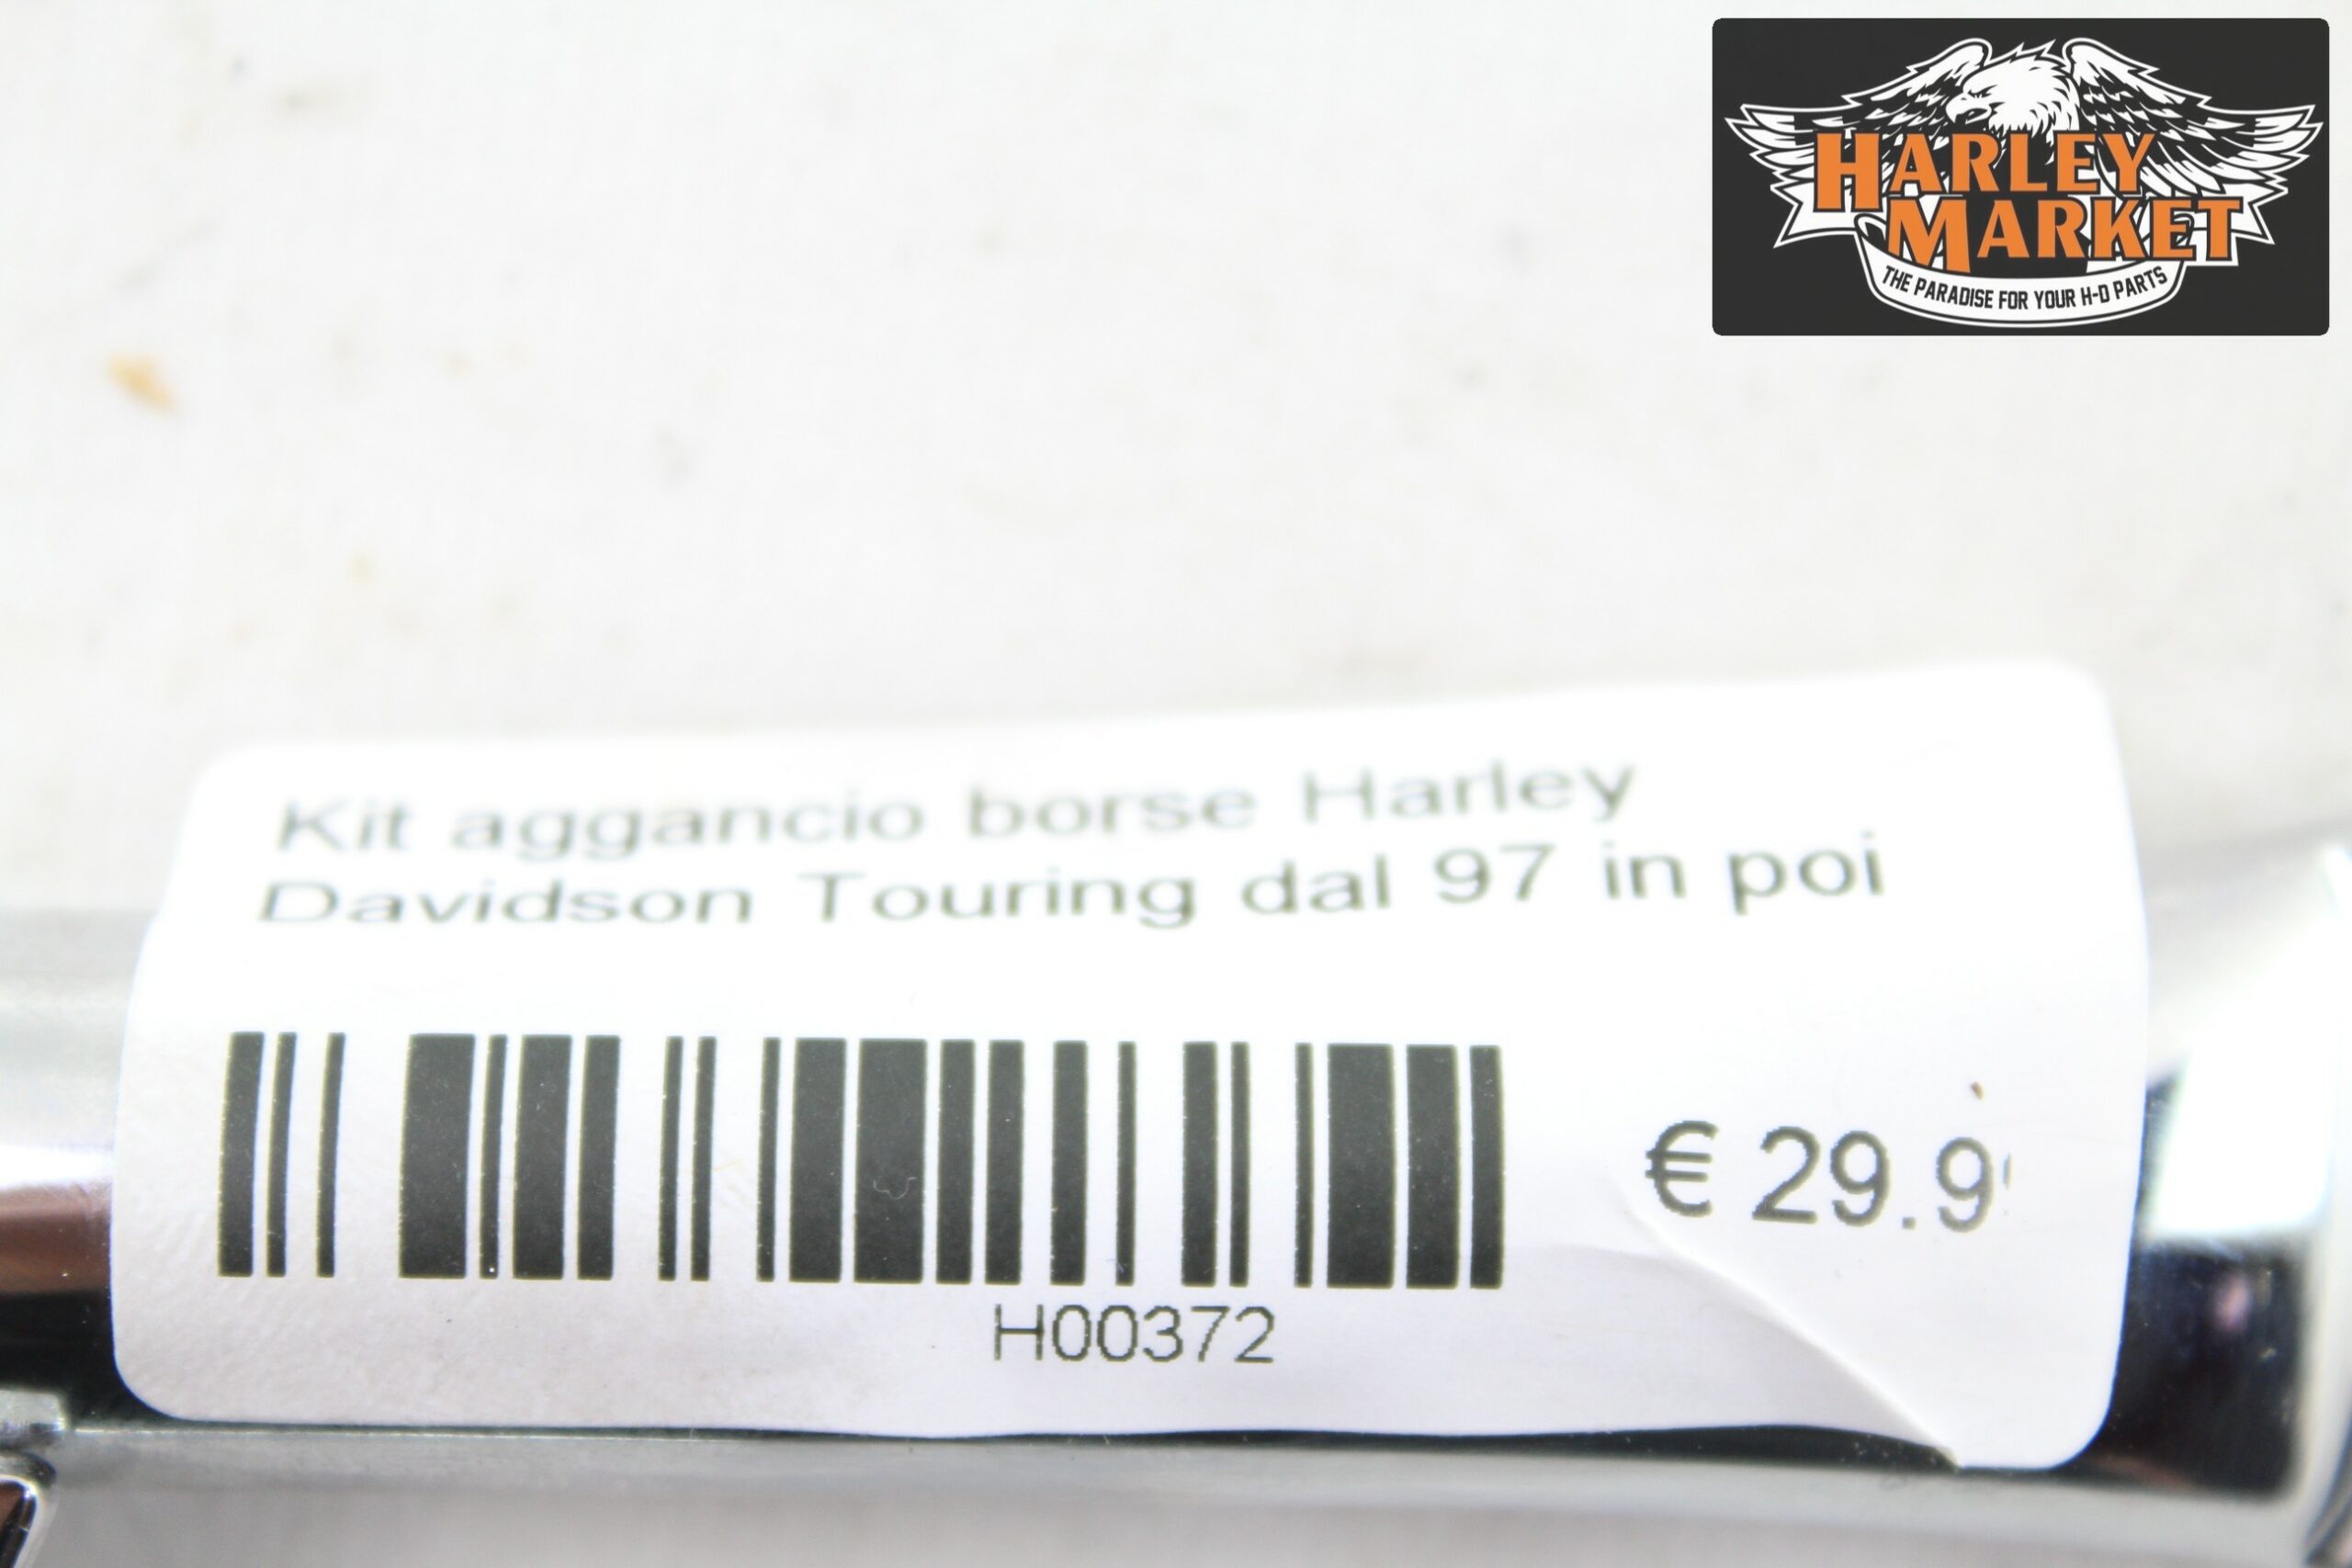 HARLEY
MARKET
THE PARADISE FOR YOUR H-D PARTS
Kit aggancio borse Harley
Davidson Touring dal 97 in poi
€ 29.9
H00372